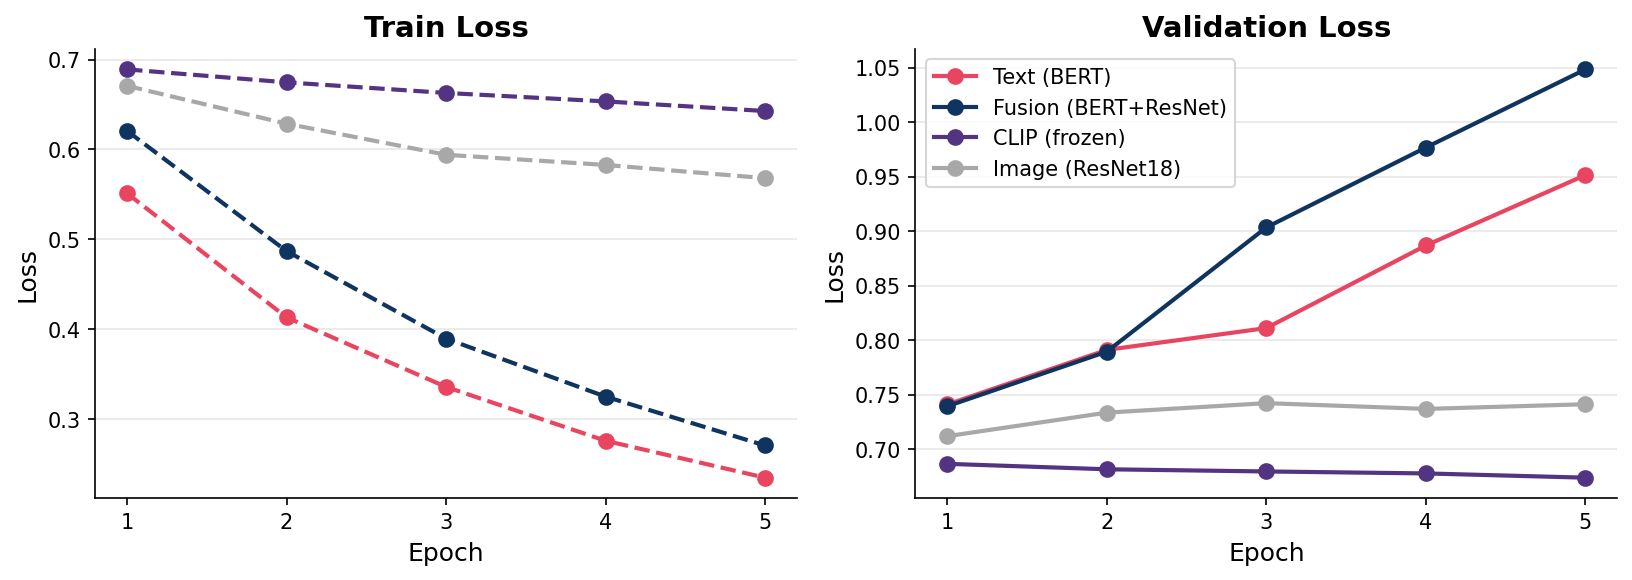 Train Loss
0.7
0.6
0.5
0.4
0.3
Loss
1 2 3 4 5
Epoch
Validation Loss
1.05
1.00
0.95
0.90
0.85
0.80
0.75
0.70
Loss
Text (BERT)
Fusion (BERT+ResNet)
CLIP (frozen)
Image (ResNet18)
1 2 3 4 5
Epoch